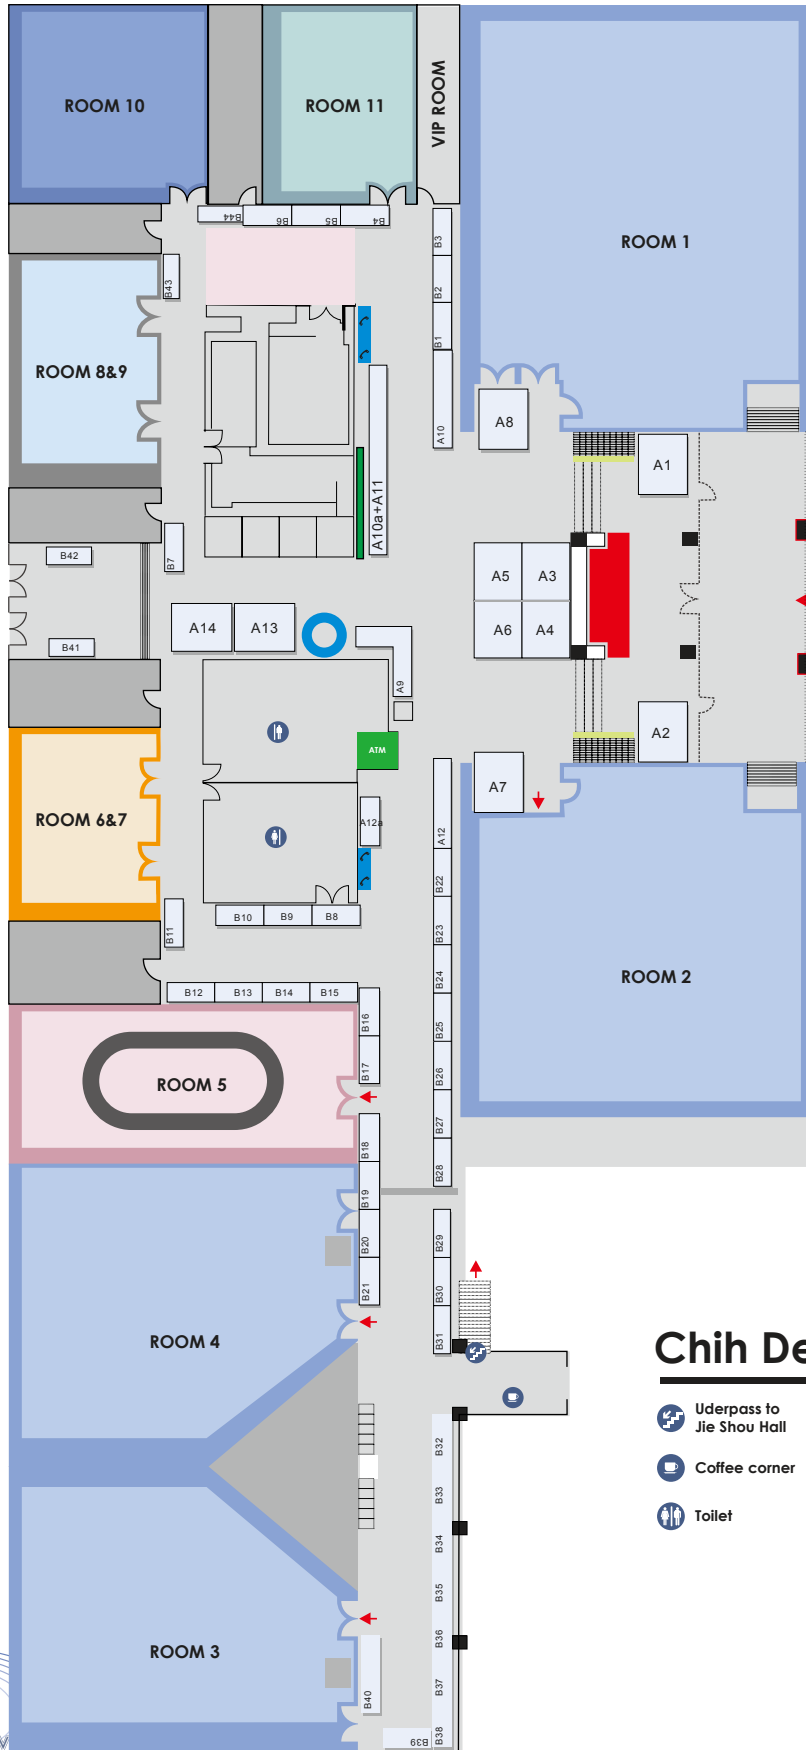 ROOM 10
ROOM 11
VIP ROOM
ROOM 1
B44
B6
B5
B4
B3
B2
B1
B43
ROOM 8&9
A10
A8
A1
A10a+A11
B7
B42
B41
A5
A3
A6
A4
A14
A13
A9
A2
ATM
A7
ROOM 6&7
A12a
A12
B22
B11
B10
B9
B8
B23
B24
ROOM 2
B12
B13
B14
B15
B16
B25
B17
B26
ROOM 5
B27
B18
B28
B19
B20
B29
B21
B30
B31
ROOM 4
Chih De
Uderpass to
Jie Shou Hall
Coffee corner
Toilet
B32
B33
B34
B35
B36
ROOM 3
B40
B37
B38
B39